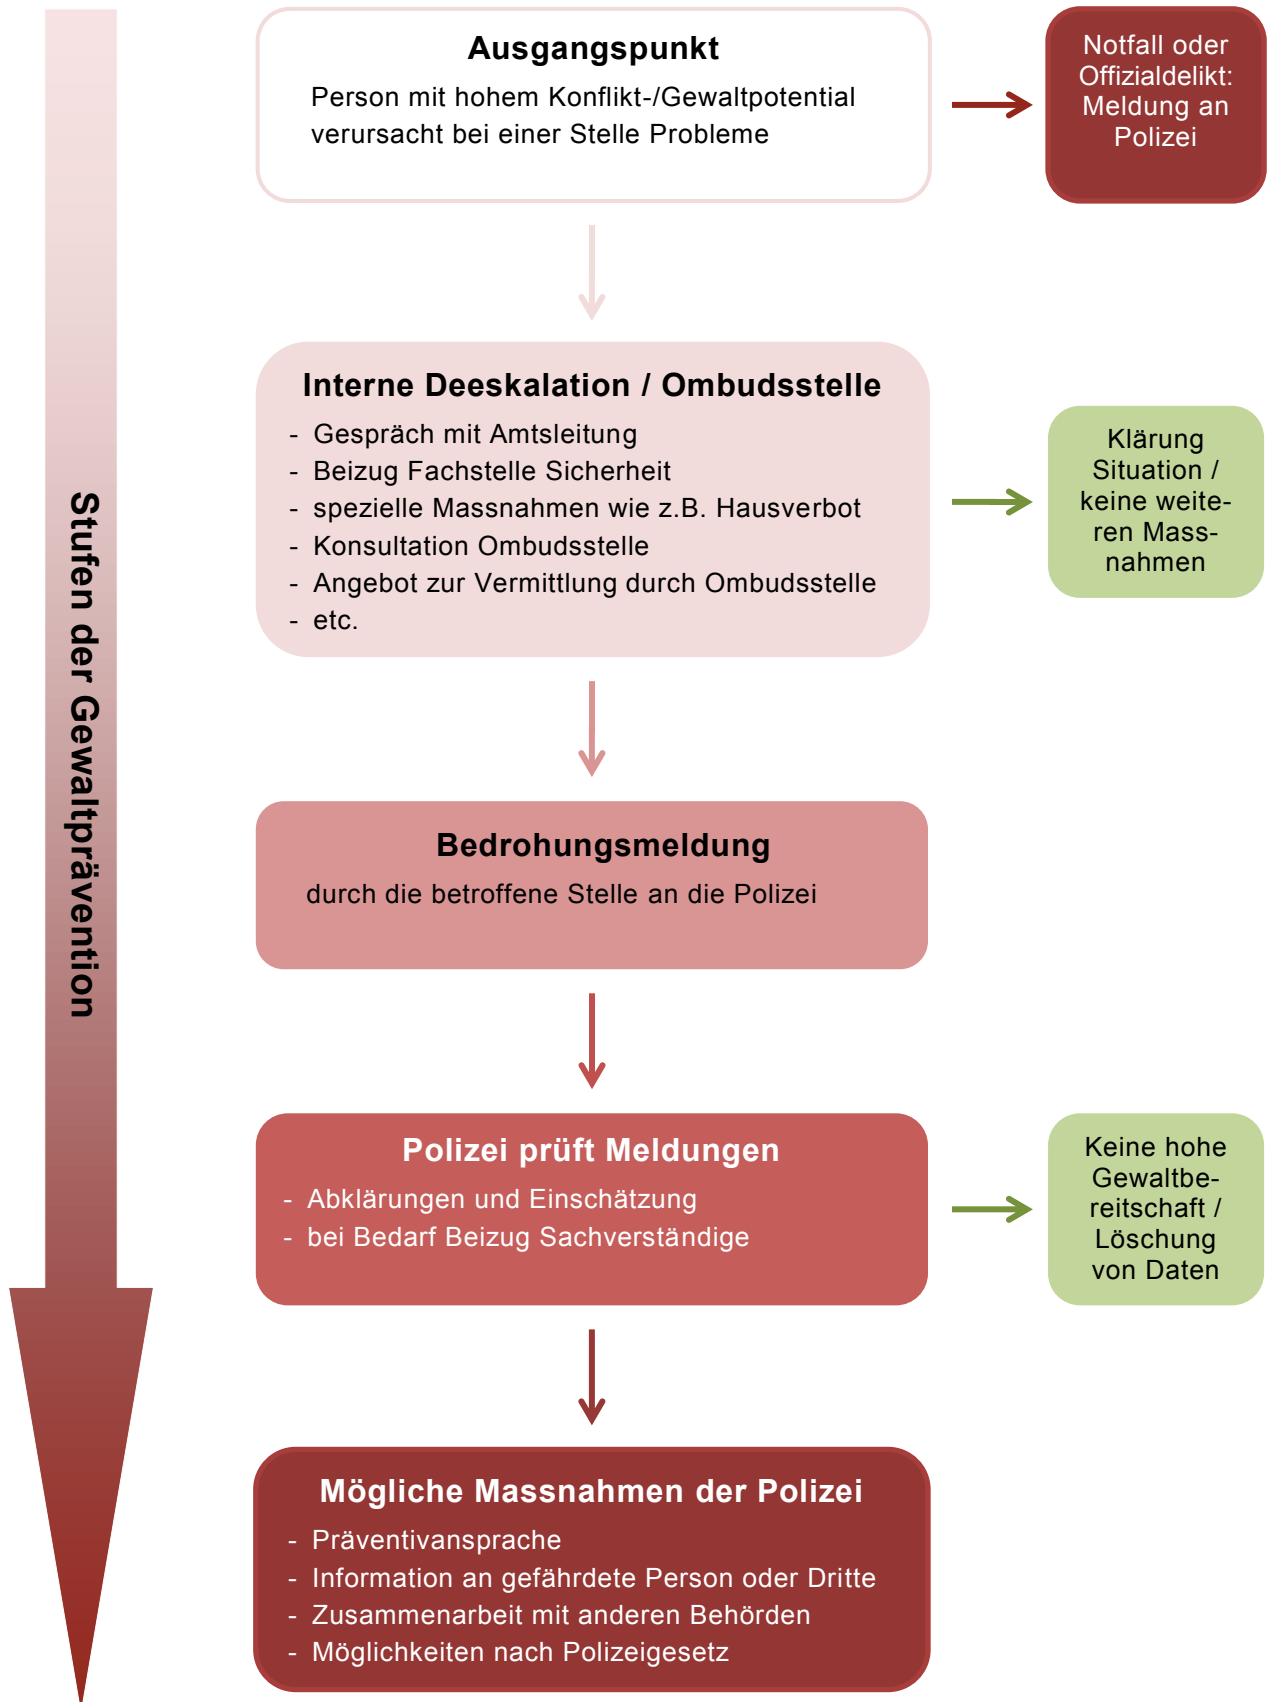 Stufen der Gewaltprävention
Ausgangspunkt
Person mit hohem Konflikt-/Gewaltpotential
verursacht bei einer Stelle Probleme
Notfall oder
Offizialdelikt:
Meldung an
Polizei
Interne Deeskalation / Ombudsstelle
- Gespräch mit Amtsleitung
- Beizug Fachstelle Sicherheit
- spezielle Massnahmen wie z.B. Hausverbot
- Konsultation Ombudsstelle
- Angebot zur Vermittlung durch Ombudsstelle
- etc.
Klärung
Situation /
keine weite-
ren Mass-
nahmen
Bedrohungsmeldung
durch die betroffene Stelle an die Polizei
Polizei prüft Meldungen
- Abklärungen und Einschätzung
- bei Bedarf Beizug Sachverständige
Keine hohe
Gewaltbe-
reitschaft /
Löschung
von Daten
Mögliche Massnahmen der Polizei
- Präventivansprache
- Information an gefährdete Person oder Dritte
- Zusammenarbeit mit anderen Behörden
- Möglichkeiten nach Polizeigesetz